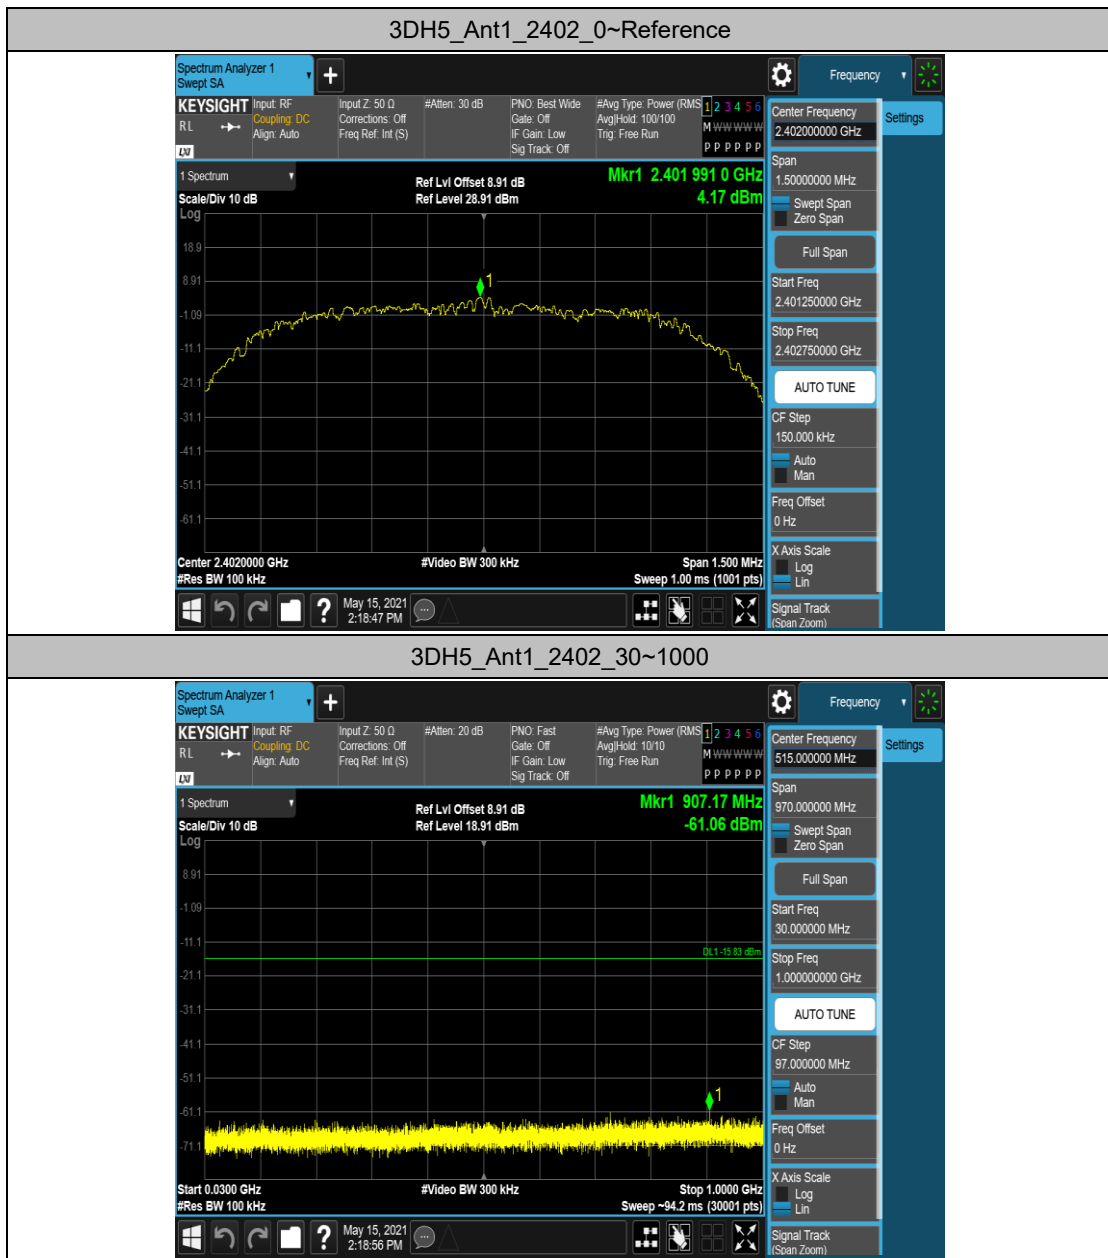 3DH5_Ant1_2402_0~Reference
Spectrum Analyzer 1
Swept SA
Frequency
KEYSIGHT
RL
LXI
Input: RF
Coupling: DC
Align: Auto
Input Z: 50 Ω
Corrections: Off
Freq Ref: Int (S)
#Atten: 30 dB
PNO: Best Wide
Gate: Off
IF Gain: Low
Sig Track: Off
#Avg Type: Power (RMS
Avg|Hold: 100/100
Trig: Free Run
1 2 3 4 5 6
M W W W W W
P P P P P P
Center Frequency
2.402000000 GHz
Settings
1 Spectrum
Scale/Div 10 dB
Log
Ref Lvl Offset 8.91 dB
Ref Level 28.91 dBm
Mkr1 2.401 991 0 GHz
4.17 dBm
Span
1.50000000 MHz
Swept Span
Zero Span
Full Span
Start Freq
2.401250000 GHz
Stop Freq
2.402750000 GHz
AUTO TUNE
CF Step
150.000 kHz
Auto
Man
Freq Offset
0 Hz
X Axis Scale
Log
Lin
Signal Track
(Span Zoom)
18.9
8.91
-1.09
-11.1
-21.1
-31.1
-41.1
-51.1
-61.1
1
Center 2.4020000 GHz
#Res BW 100 kHz
#Video BW 300 kHz
Span 1.500 MHz
Sweep 1.00 ms (1001 pts)
May 15, 2021
2:18:47 PM
3DH5_Ant1_2402_30~1000
Spectrum Analyzer 1
Swept SA
Frequency
KEYSIGHT
RL
LXI
Input: RF
Coupling: DC
Align: Auto
Input Z: 50 Ω
Corrections: Off
Freq Ref: Int (S)
#Atten: 20 dB
PNO: Fast
Gate: Off
IF Gain: Low
Sig Track: Off
#Avg Type: Power (RMS
Avg|Hold: 10/10
Trig: Free Run
1 2 3 4 5 6
M W W W W W
P P P P P P
Center Frequency
515.000000 MHz
Settings
1 Spectrum
Scale/Div 10 dB
Log
Ref Lvl Offset 8.91 dB
Ref Level 18.91 dBm
Mkr1 907.17 MHz
-61.06 dBm
Span
970.000000 MHz
Swept Span
Zero Span
Full Span
Start Freq
30.000000 MHz
Stop Freq
1.000000000 GHz
AUTO TUNE
CF Step
97.000000 MHz
Auto
Man
Freq Offset
0 Hz
X Axis Scale
Log
Lin
Signal Track
(Span Zoom)
8.91
-1.09
-11.1
-21.1
-31.1
-41.1
-51.1
-61.1
-71.1
DL1 -15.83 dBm
1
Start 0.0300 GHz
#Res BW 100 kHz
#Video BW 300 kHz
Stop 1.0000 GHz
Sweep ~94.2 ms (30001 pts)
May 15, 2021
2:18:56 PM